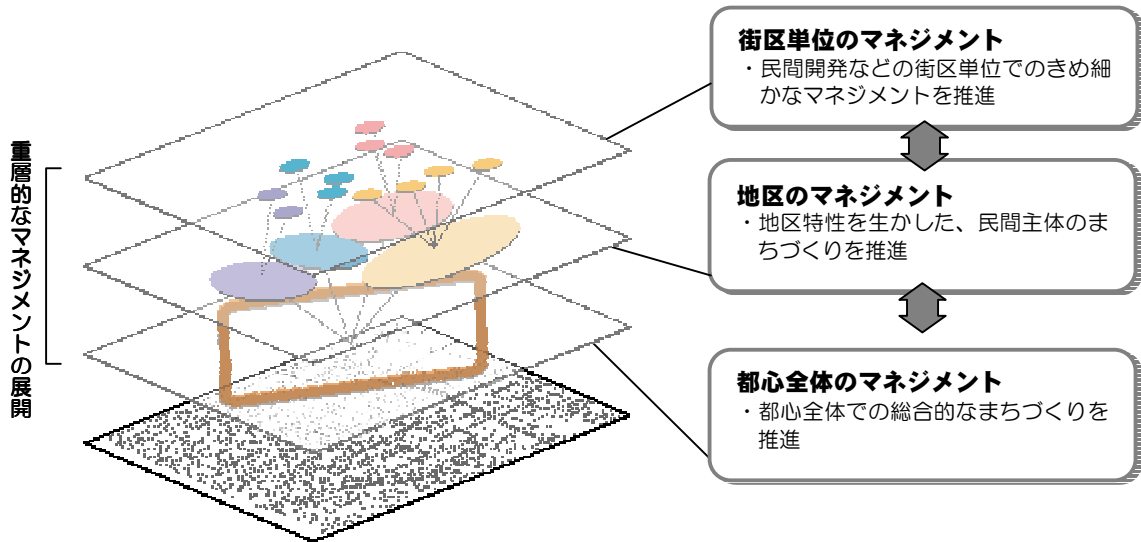 重層的なマネジメントの展開
街区単位のマネジメント
・民間開発などの街区単位でのきめ細
かなマネジメントを推進
地区のマネジメント
・地区特性を生かした、民間主体のま
ちづくりを推進
都心全体のマネジメント
・都心全体での総合的なまちづくりを
推進